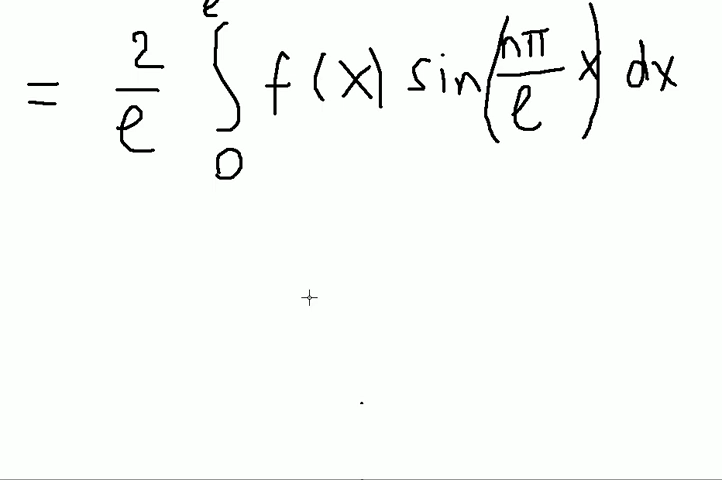 = 2/ℓ ∫₀^ℓ f(x) sin(nπ/ℓ x) dx